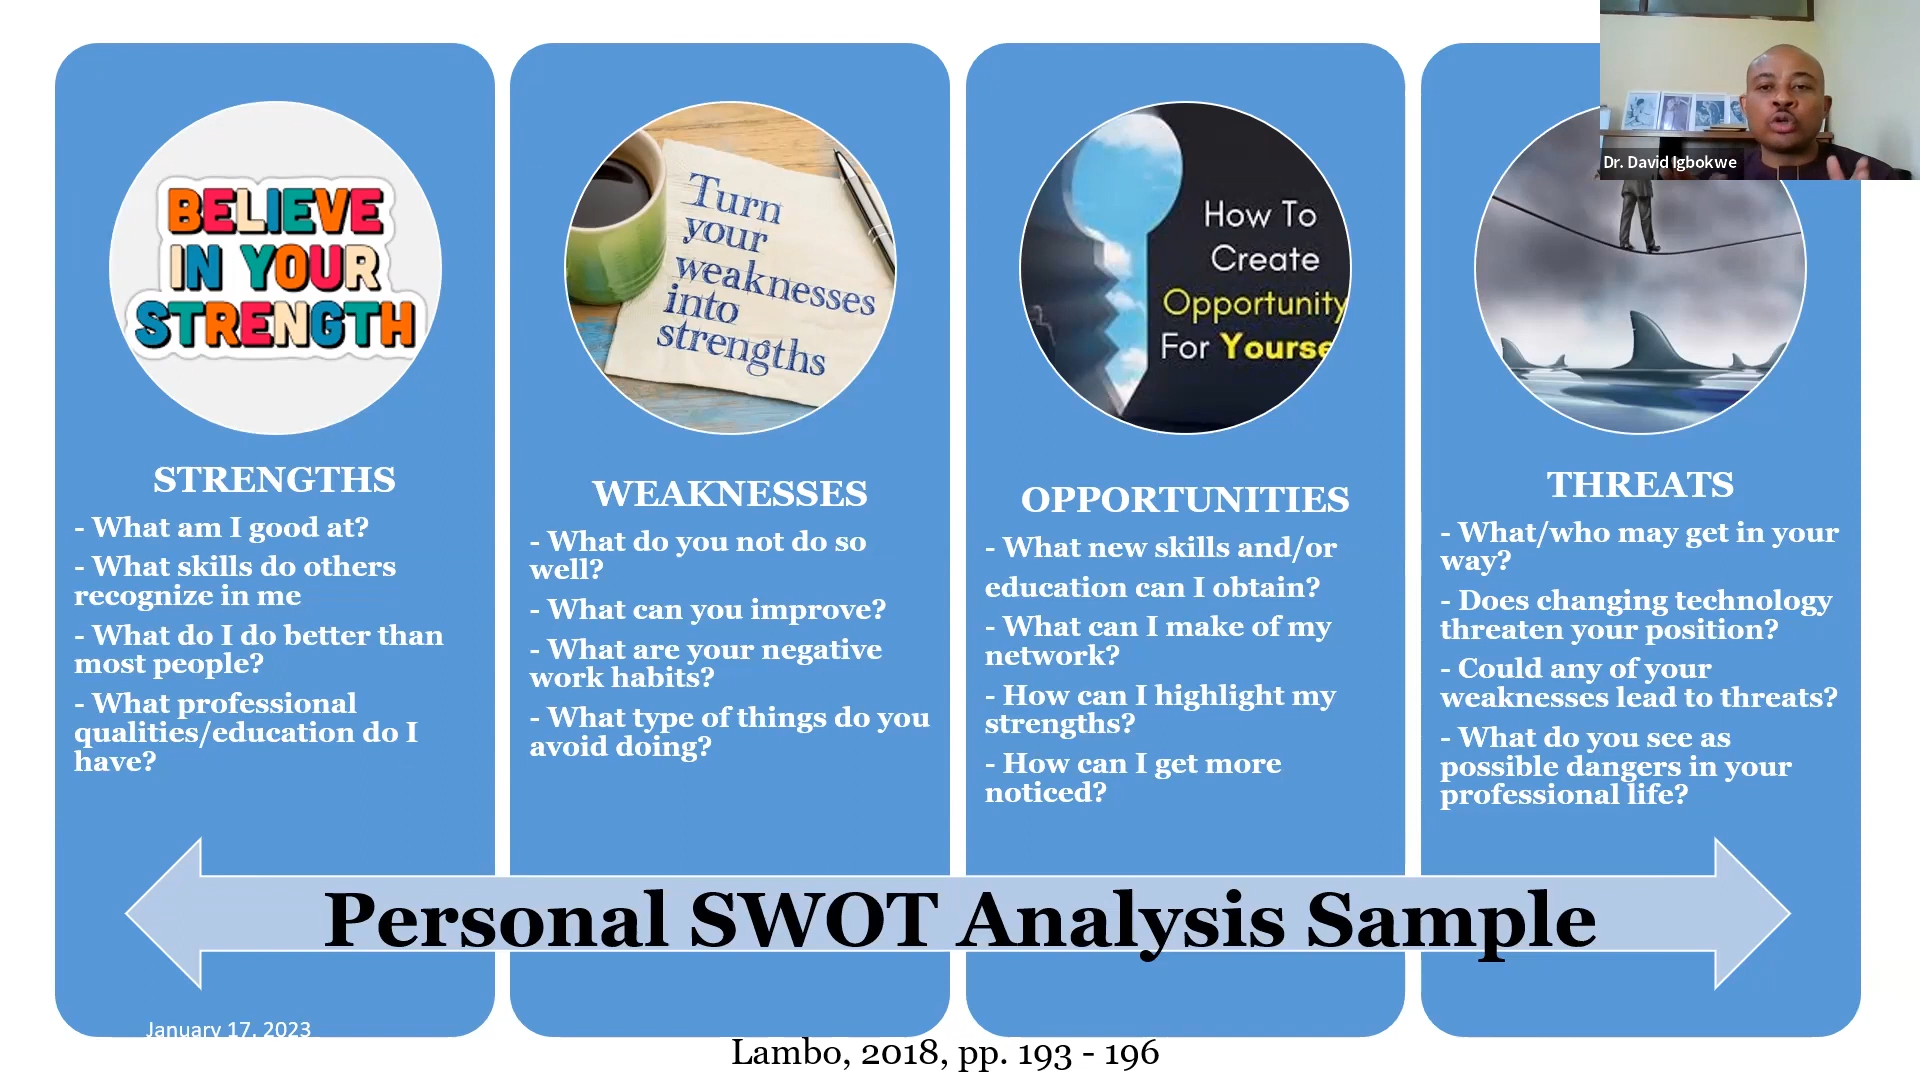 Dr. David Igbokwe
BELIEVE
IN YOUR
STRENGTH
STRENGTHS
- What am I good at?
- What skills do others
recognize in me
- What do I do better than
most people?
- What professional
qualities/education do I
have?
Turn
your
weaknesses
into
strengths
WEAKNESSES
- What do you not do so
well?
- What can you improve?
- What are your negative
work habits?
- What type of things do you
avoid doing?
How To
Create
Opportunity
For Yourse
OPPORTUNITIES
- What new skills and/or
education can I obtain?
- What can I make of my
network?
- How can I highlight my
strengths?
- How can I get more
noticed?
THREATS
- What/who may get in your
way?
- Does changing technology
threaten your position?
- Could any of your
weaknesses lead to threats?
- What do you see as
possible dangers in your
professional life?
Personal SWOT Analysis Sample
January 17, 2023
Lambo, 2018, pp. 193 - 196